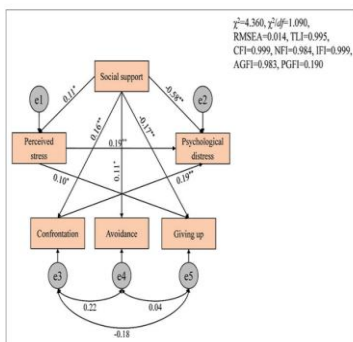 χ²=4.360, χ²/df=1.090,
RMSEA=0.014, TLI=0.995,
CFI=0.999, NFI=0.984, IFI=0.999,
AGFI=0.983, PGFI=0.190
Social support
e1
e2
0.11*
-0.58**
Perceived stress
Psychological distress
0.16**
-0.17**
0.19**
0.11*
0.10*
0.19**
Confrontation
Avoidance
Giving up
e3
e4
e5
0.22
0.04
-0.18